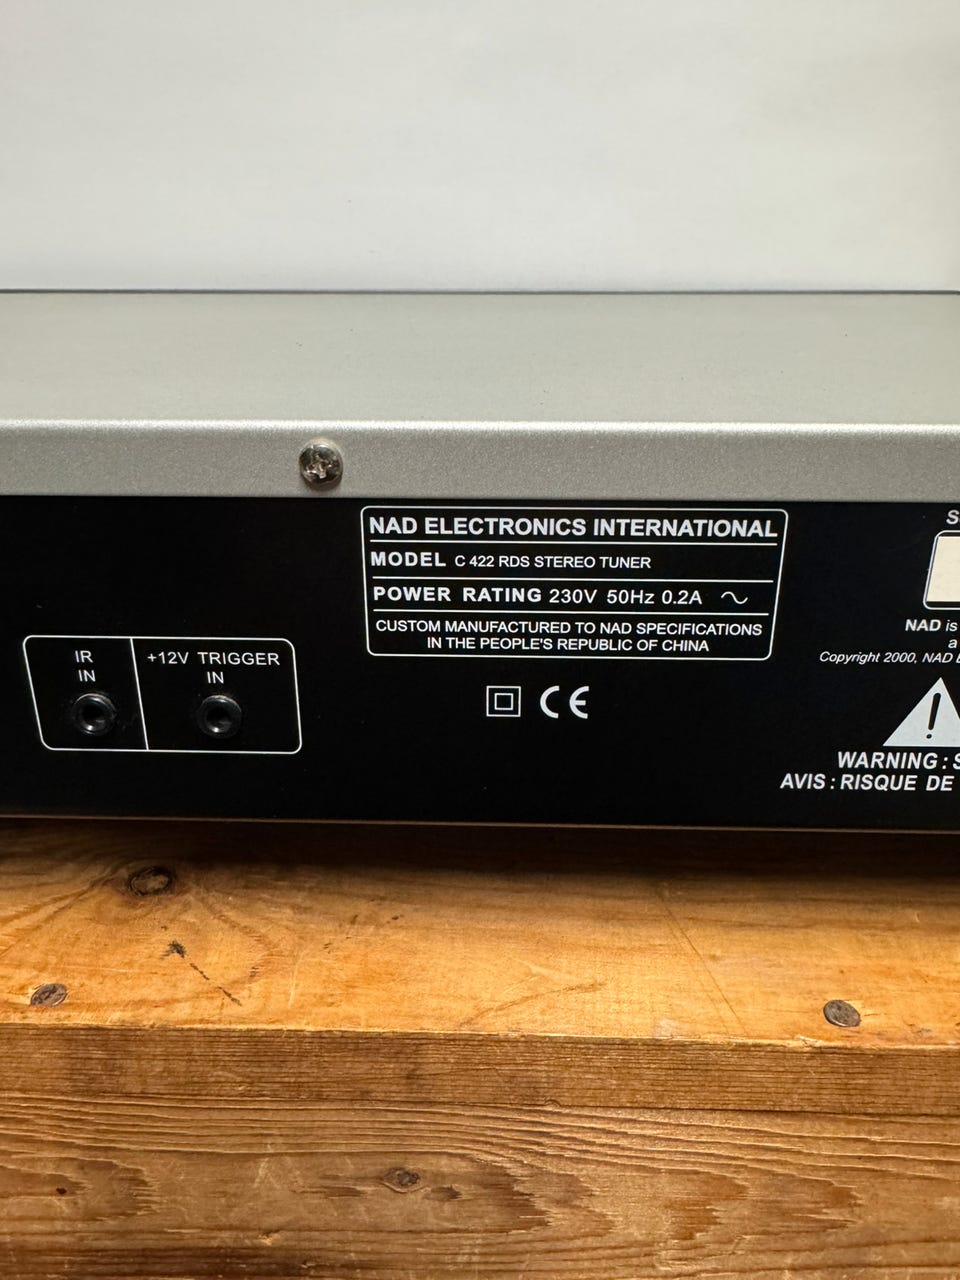 NAD ELECTRONICS INTERNATIONAL
MODEL C 422 RDS STEREO TUNER
POWER RATING 230V 50Hz 0.2A
CUSTOM MANUFACTURED TO NAD SPECIFICATIONS
IN THE PEOPLE'S REPUBLIC OF CHINA
IR
IN
+12V TRIGGER
IN
CE
NAD is
a
Copyright 2000, NAD
WARNING :
AVIS : RISQUE DE